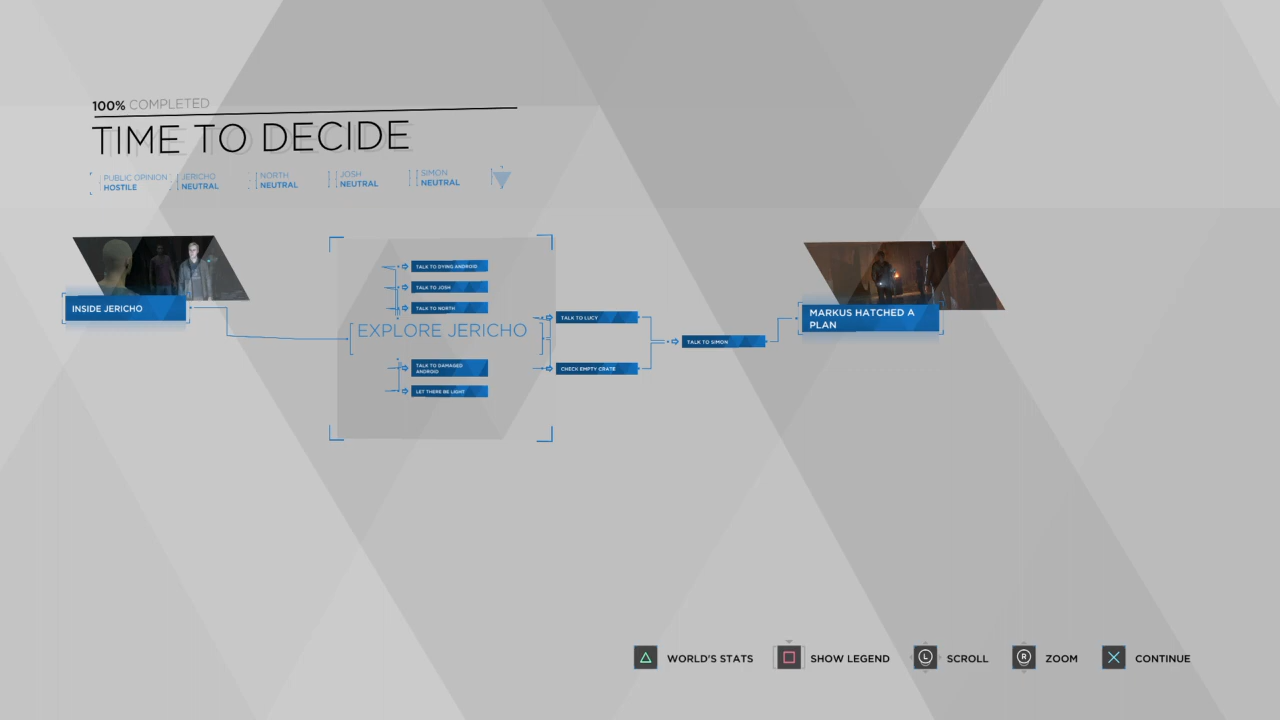 100% COMPLETED
TIME TO DECIDE
PUBLIC OPINION
HOSTILE
JERICHO
NEUTRAL
NORTH
NEUTRAL
JOSH
NEUTRAL
SIMON
NEUTRAL
INSIDE JERICHO
TALK TO DYING ANDROID
TALK TO JOSH
TALK TO NORTH
EXPLORE JERICHO
TALK TO DAMAGED
ANDROID
LET THERE BE LIGHT
TALK TO LUCY
CHECK EMPTY CRATE
TALK TO SIMON
MARKUS HATCHED A
PLAN
WORLD'S STATS
SHOW LEGEND
L
SCROLL
R
ZOOM
CONTINUE